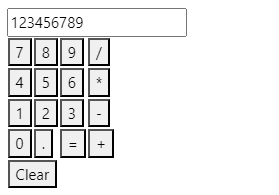 123456789
7 8 9 /
4 5 6 *
1 2 3 -
0 . = +
Clear